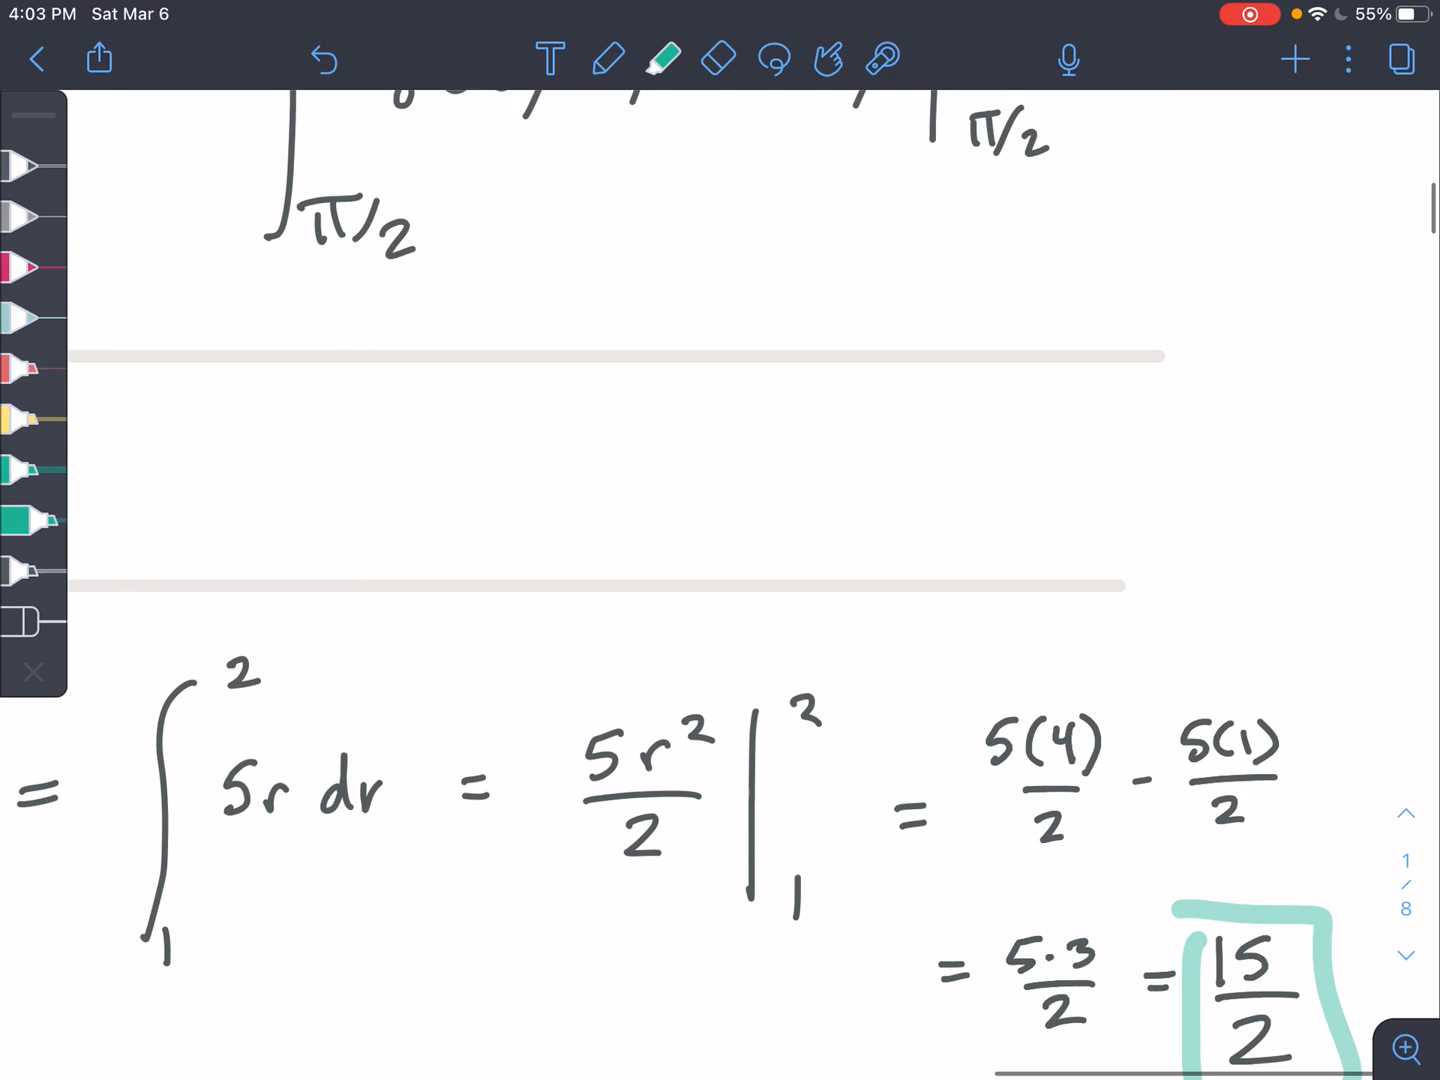 4:03 PM Sat Mar 6 55%
T
π/2
π/2
= ∫₁² 5r dr = 5r²/2 |₁² = 5(4)/2 - 5(1)/2
= 5·3/2 = 15/2
1
/
8